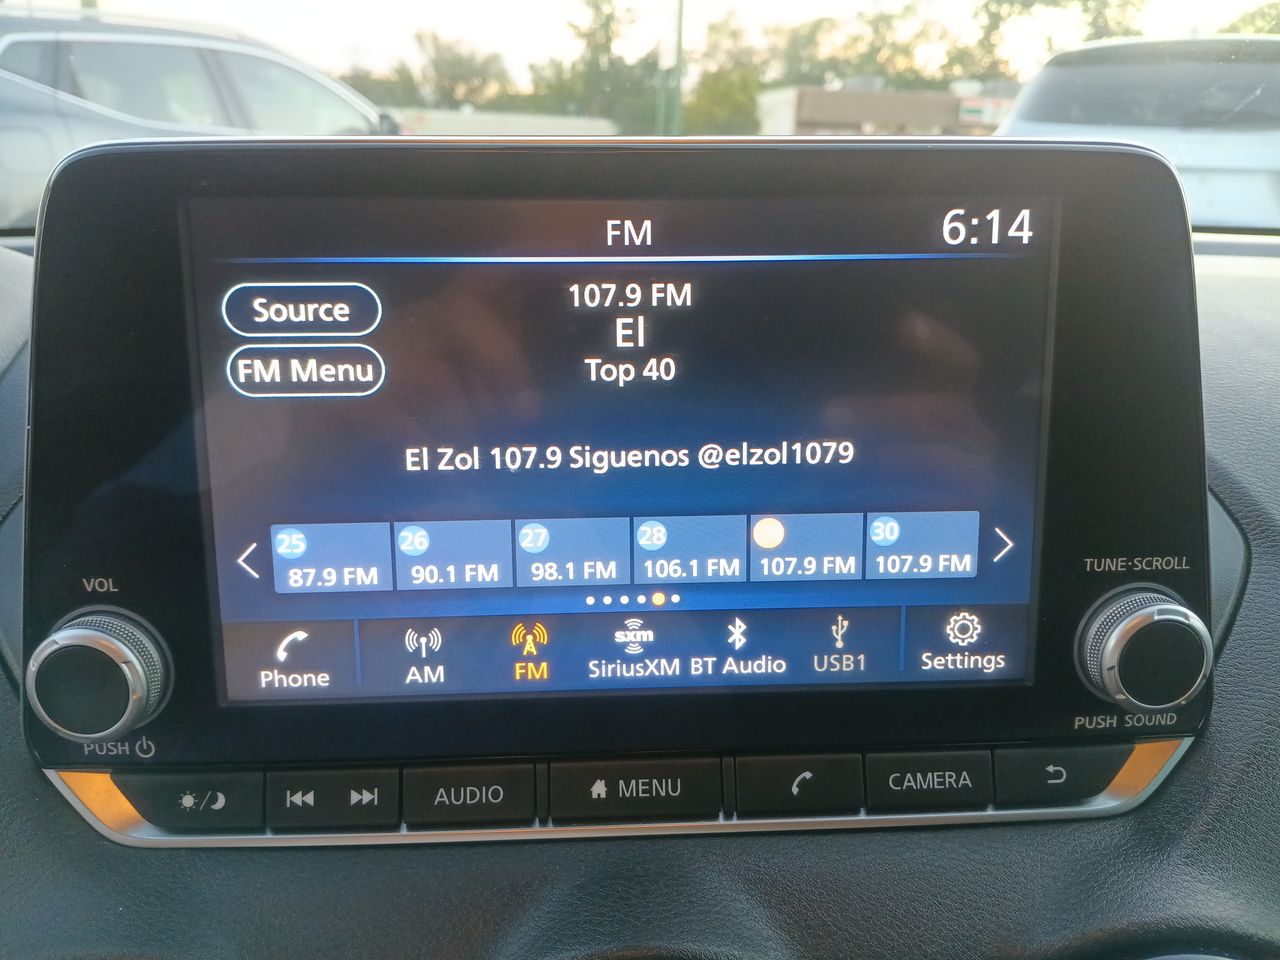 FM
6:14
Source
107.9 FM
El
FM Menu
Top 40
El Zol 107.9 Siguenos @elzol1079
25
26
27
28
30
87.9 FM
90.1 FM
98.1 FM
106.1 FM
107.9 FM
107.9 FM
VOL
TUNE·SCROLL
Phone
AM
FM
sxm
SiriusXM
BT Audio
USB1
Settings
PUSH
PUSH SOUND
AUDIO
MENU
CAMERA